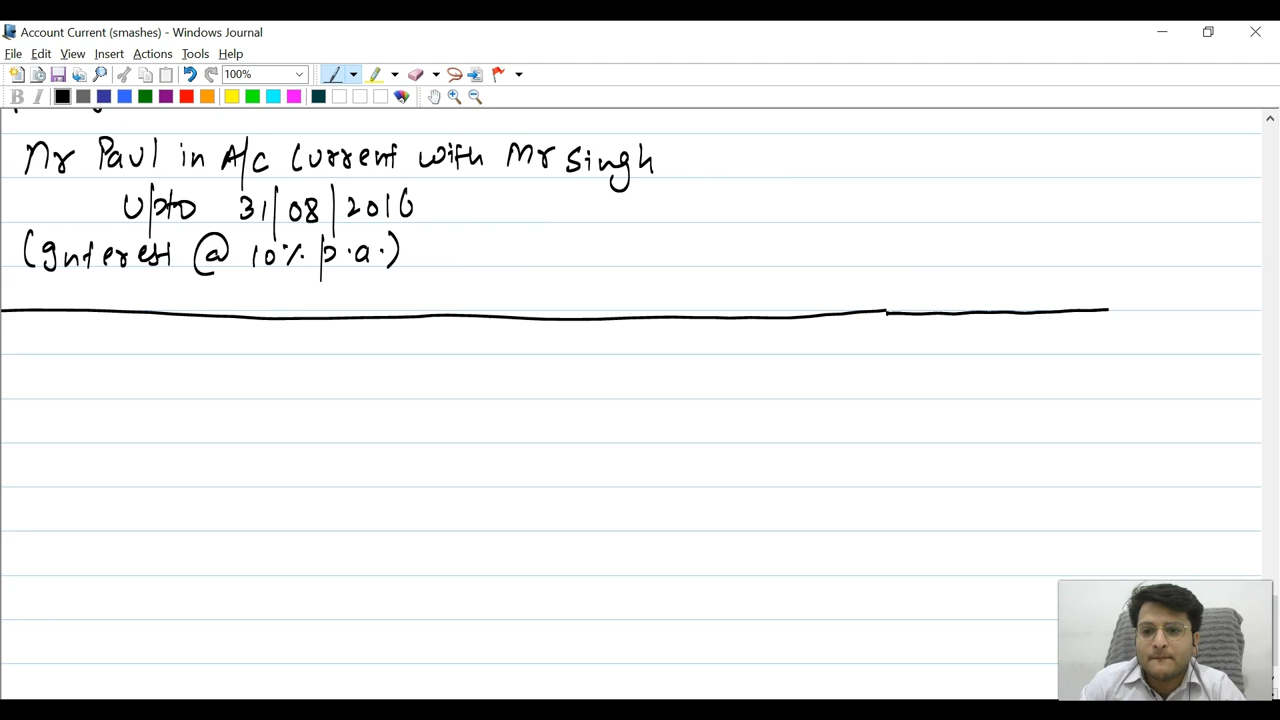 Account Current (smashes) - Windows Journal
File Edit View Insert Actions Tools Help
100%
B I
Mr Paul in A/c Current with Mr Singh
Upto 31/08/2016
(Interest @ 10% p.a.)